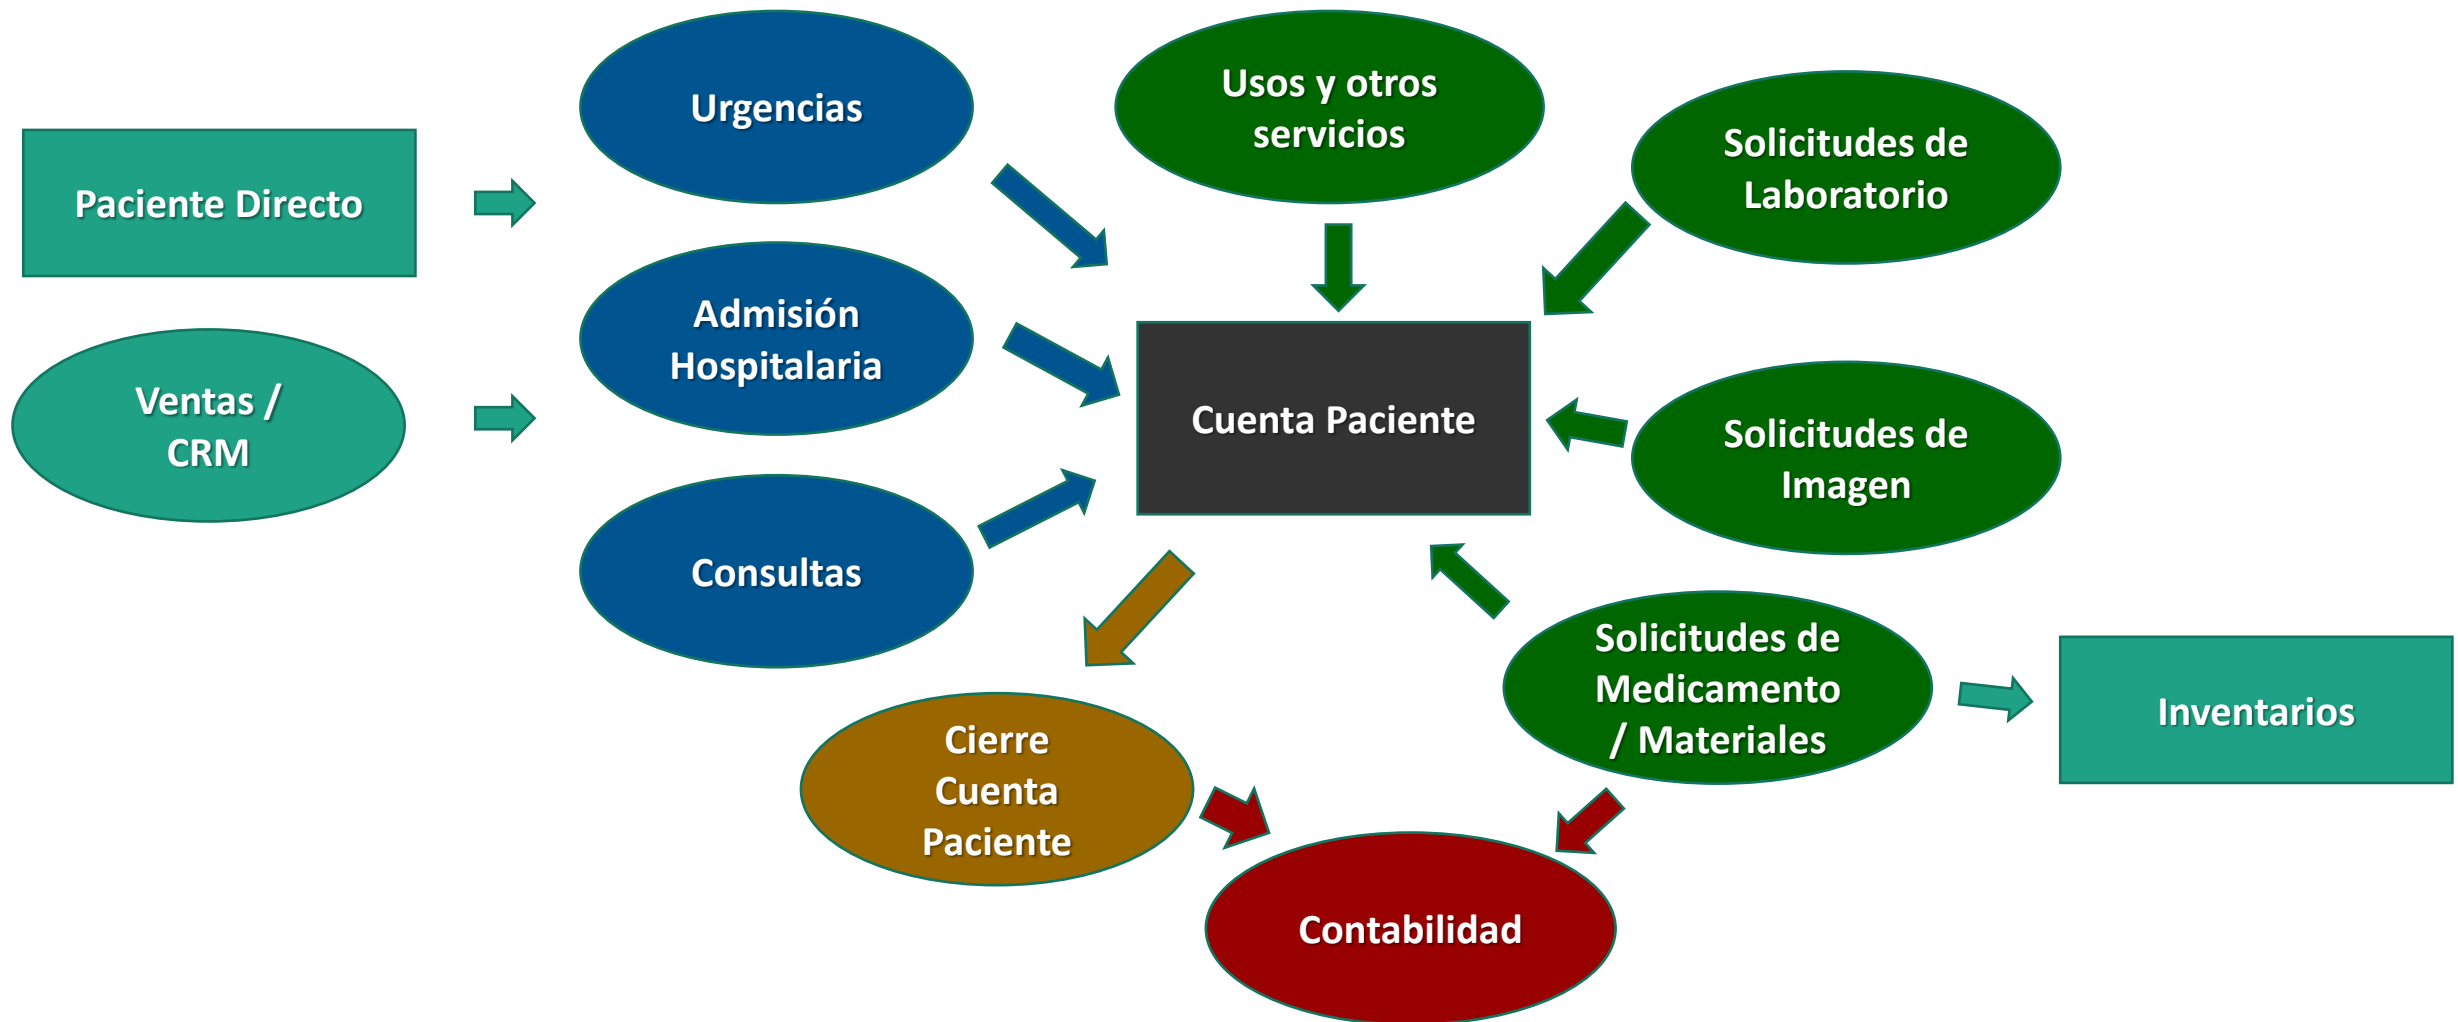 Paciente Directo
Ventas /
CRM
Urgencias
Admisión
Hospitalaria
Consultas
Usos y otros
servicios
Solicitudes de
Laboratorio
Cuenta Paciente
Solicitudes de
Imagen
Solicitudes de
Medicamento
/ Materiales
Inventarios
Cierre
Cuenta
Paciente
Contabilidad